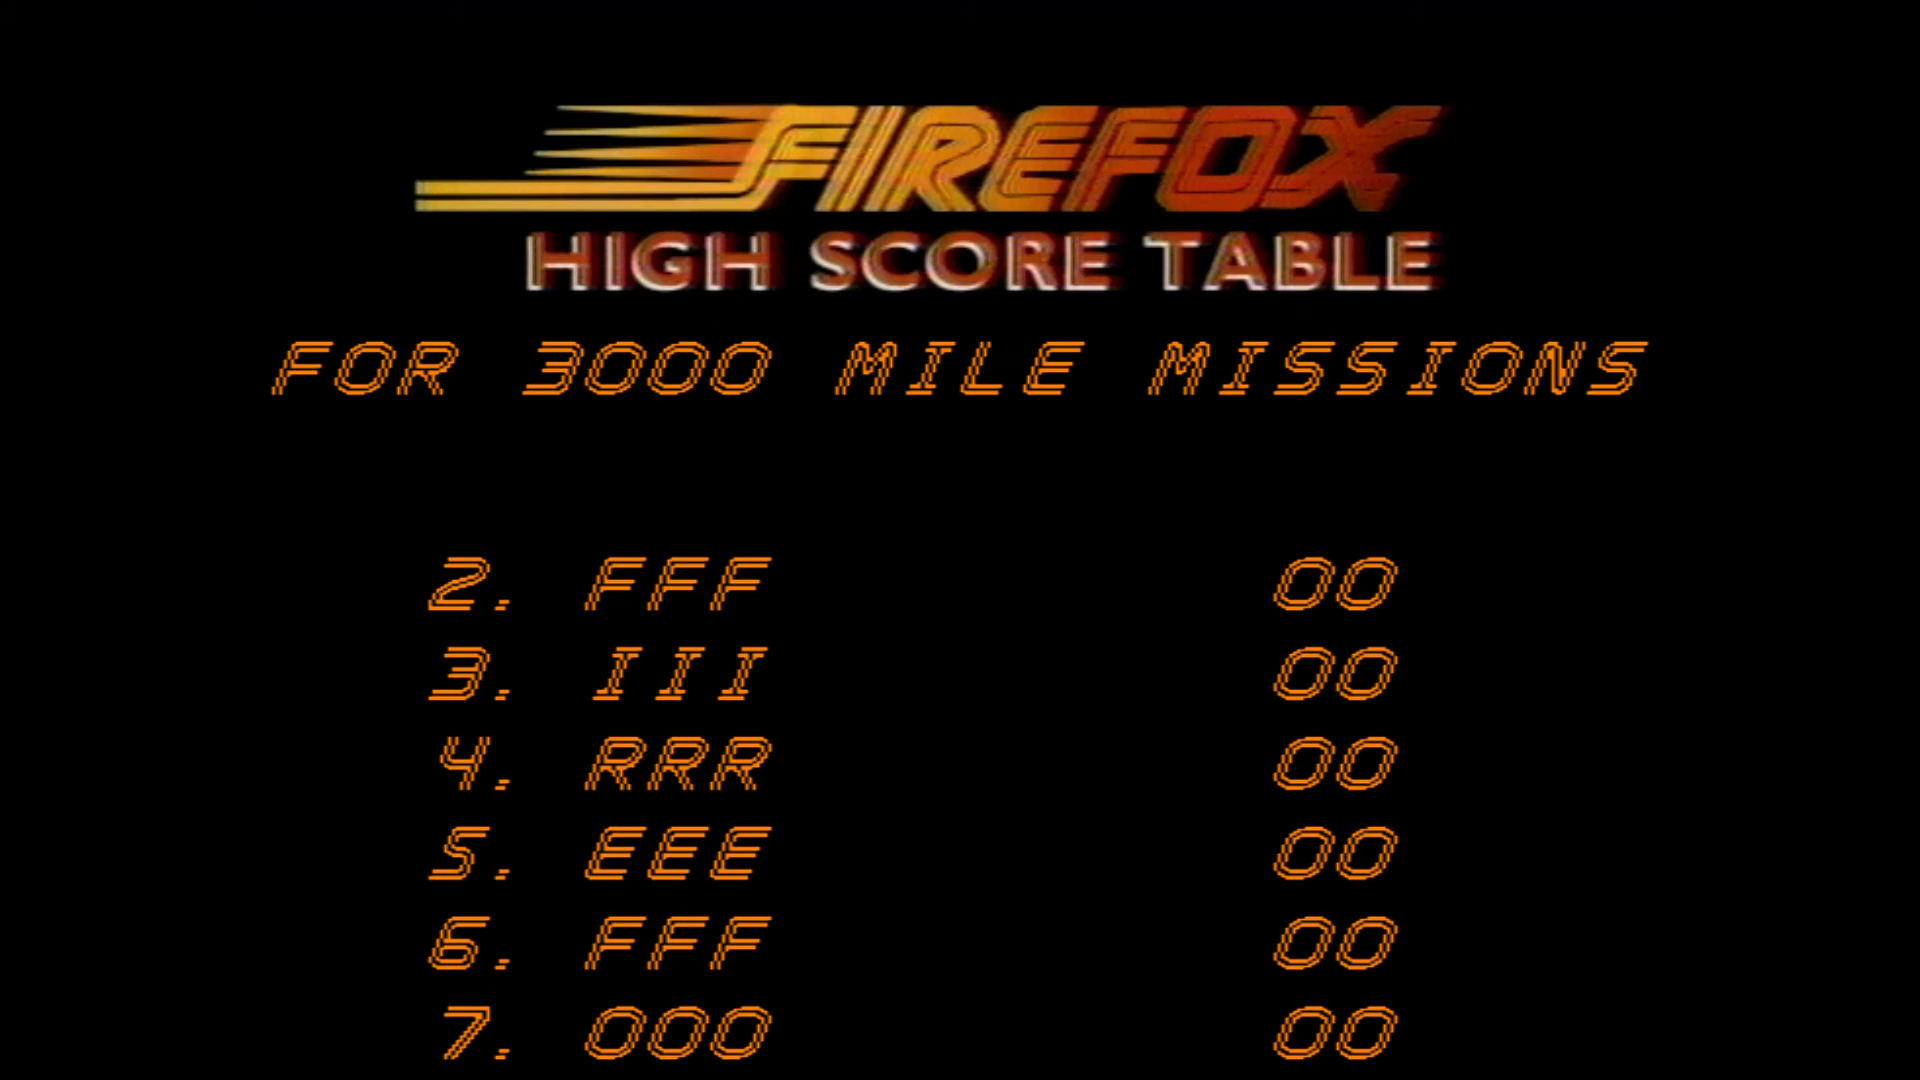 FIREFOX
HIGH SCORE TABLE
FOR 3000 MILE MISSIONS
2. FFF 00
3. III 00
4. RRR 00
5. EEE 00
6. FFF 00
7. OOO 00